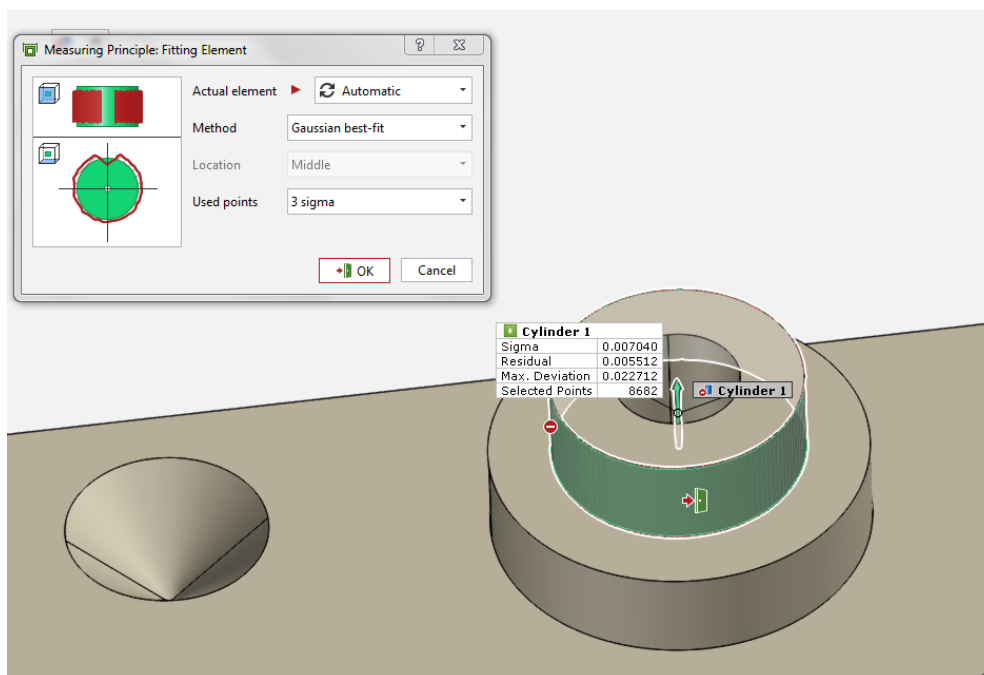 Measuring Principle: Fitting Element
Actual element Automatic
Method Gaussian best-fit
Location Middle
Used points 3 sigma
OK Cancel
Cylinder 1
Sigma 0.007040
Residual 0.005512
Max. Deviation 0.022712
Selected Points 8682
Cylinder 1